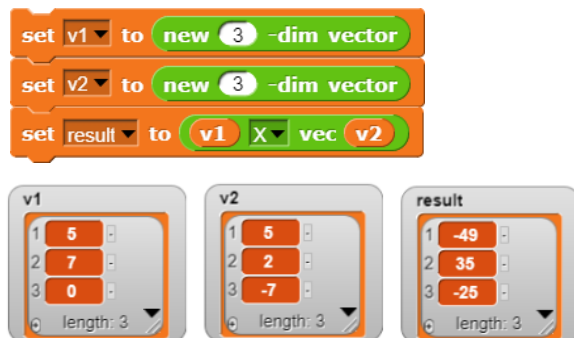 set v1 to new 3 -dim vector
set v2 to new 3 -dim vector
set result to v1 X vec v2
v1
1 5 -
2 7 -
3 0 -
length: 3
v2
1 5 -
2 2 -
3 -7 -
length: 3
result
1 -49 -
2 35 -
3 -25 -
length: 3